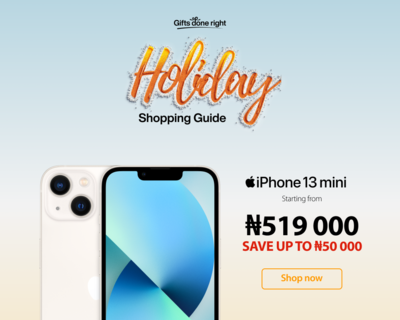 Gifts done right
Holiday
Shopping Guide
iPhone 13 mini
Starting from
₦519 000
SAVE UP TO ₦50 000
Shop now